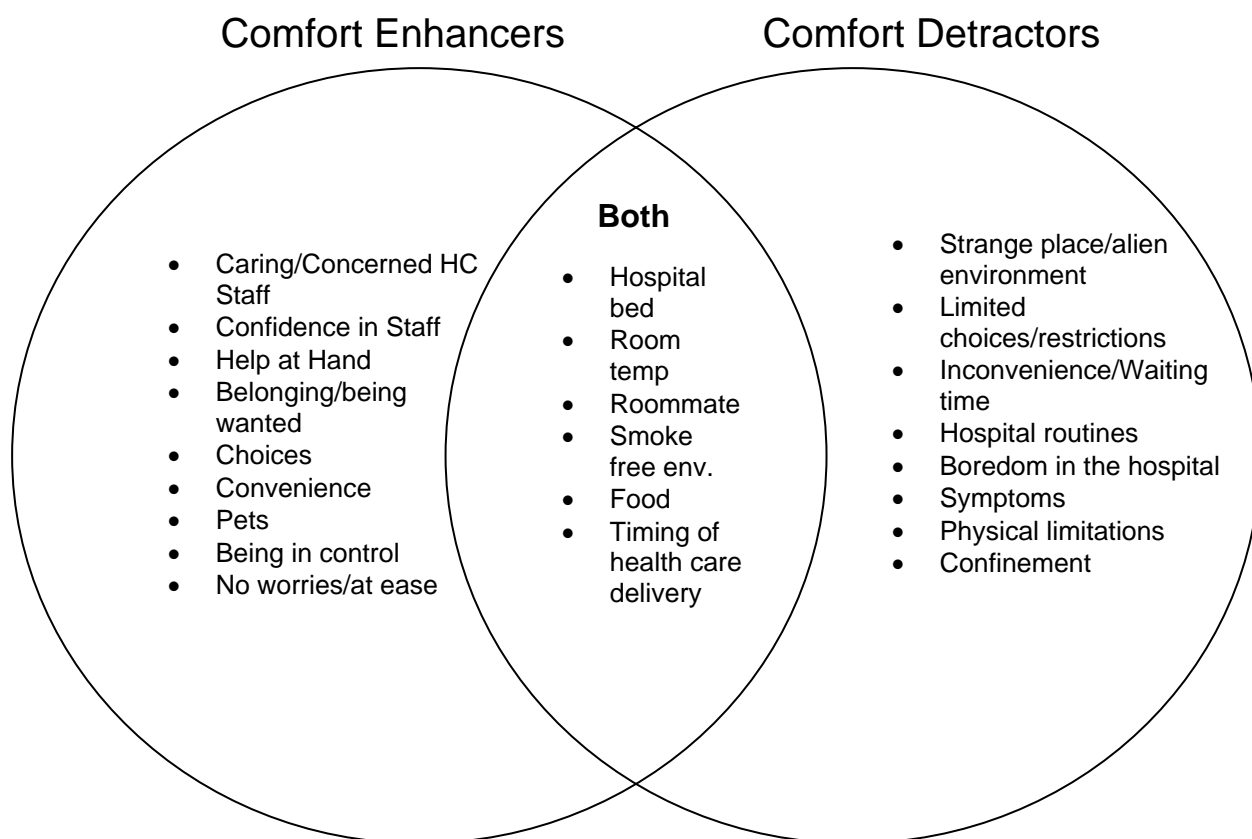 Comfort Enhancers
Comfort Detractors
• Caring/Concerned HC
Staff
• Confidence in Staff
• Help at Hand
• Belonging/being
wanted
• Choices
• Convenience
• Pets
• Being in control
• No worries/at ease
Both
• Hospital
bed
• Room
temp
• Roommate
• Smoke
free env.
• Food
• Timing of
health care
delivery
• Strange place/alien
environment
• Limited
choices/restrictions
• Inconvenience/Waiting
time
• Hospital routines
• Boredom in the hospital
• Symptoms
• Physical limitations
• Confinement